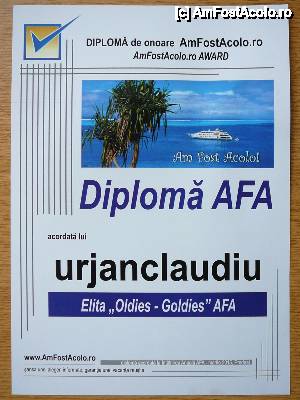 (c) AmFostAcolo.ro
DIPLOMĂ de onoare AmFostAcolo.ro
AmFostAcolo.ro AWARD
Am Fost Acolo!
Diplomă AFA
acordată lui
urjanclaudiu
Elita „Oldies - Goldies” AFA
www.AmFostAcolo.ro